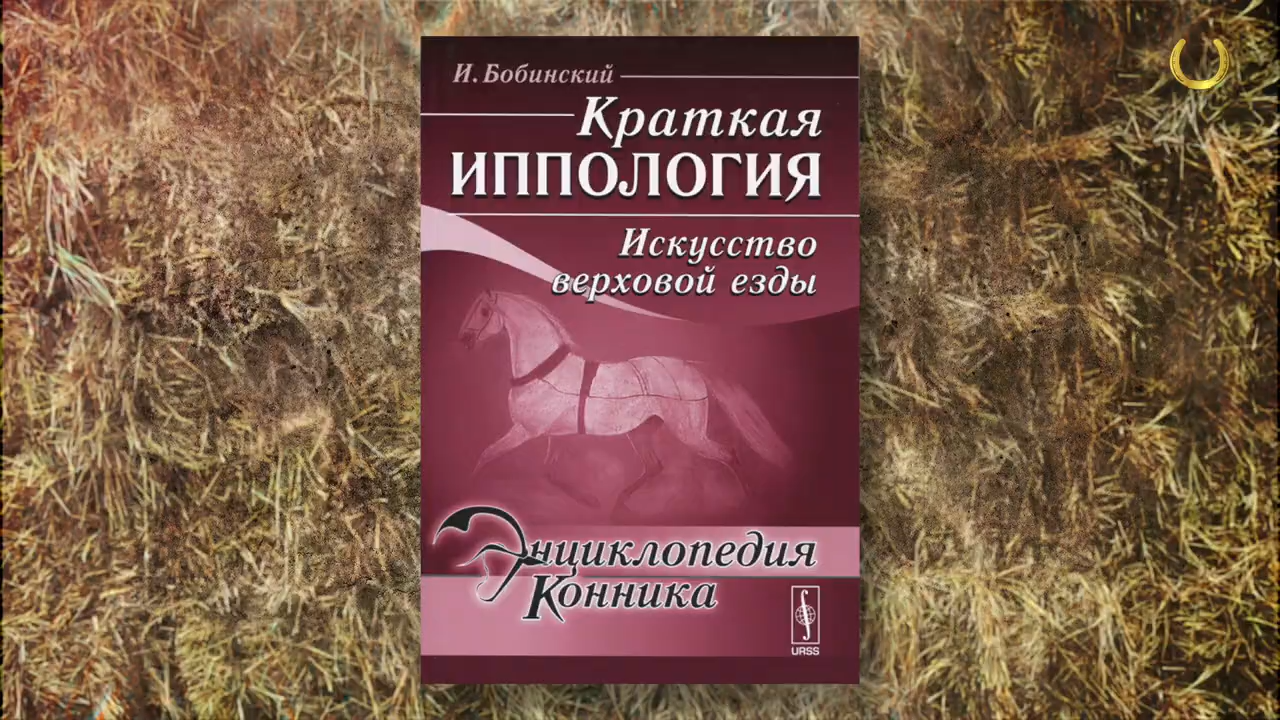 И. Бобинский
Краткая
ИППОЛОГИЯ
Искусство
верховой езды
Энциклопедия
Конника
URSS